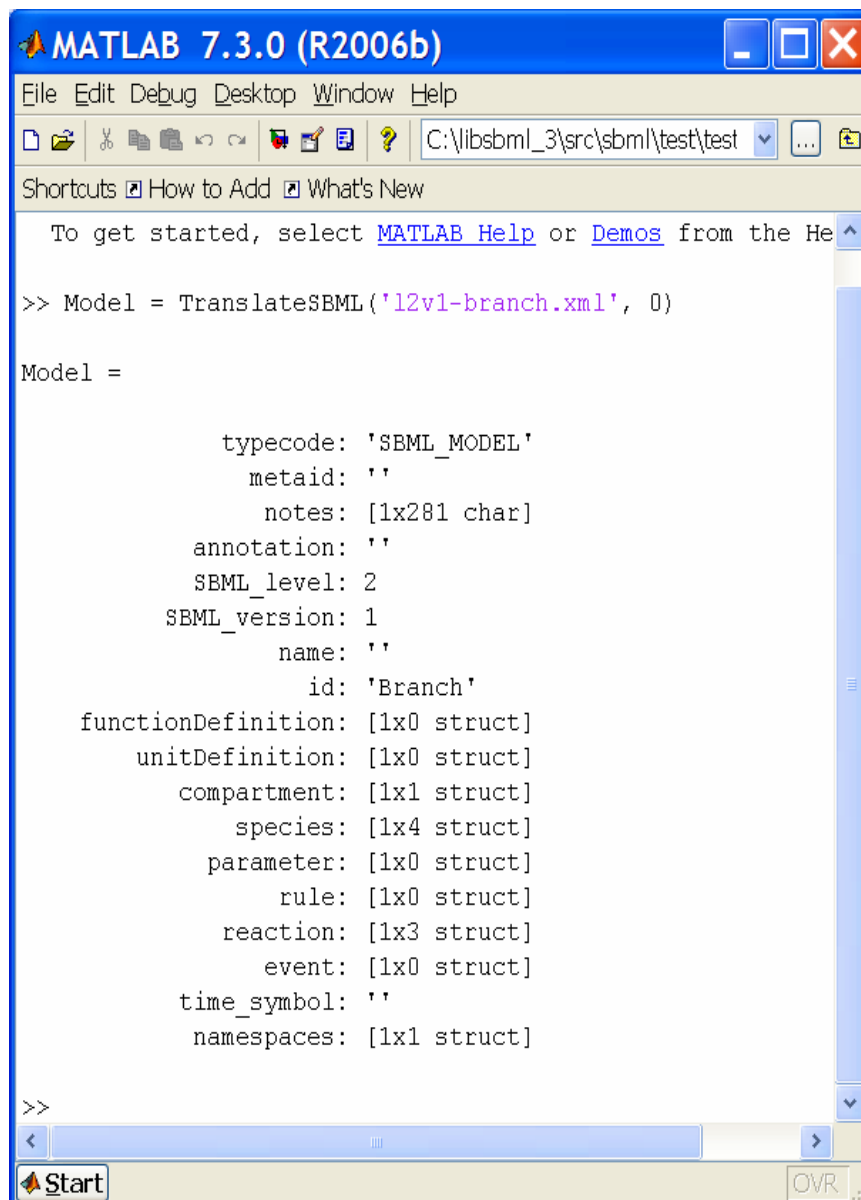 MATLAB 7.3.0 (R2006b)
File Edit Debug Desktop Window Help
C:\libsbml_3\src\sbml\test\test
Shortcuts How to Add What's New
To get started, select MATLAB Help or Demos from the He
>> Model = TranslateSBML('l2v1-branch.xml', 0)
Model =
typecode: 'SBML_MODEL'
metaid: ''
notes: [1x281 char]
annotation: ''
SBML_level: 2
SBML_version: 1
name: ''
id: 'Branch'
functionDefinition: [1x0 struct]
unitDefinition: [1x0 struct]
compartment: [1x1 struct]
species: [1x4 struct]
parameter: [1x0 struct]
rule: [1x0 struct]
reaction: [1x3 struct]
event: [1x0 struct]
time_symbol: ''
namespaces: [1x1 struct]
>>
Start OVR